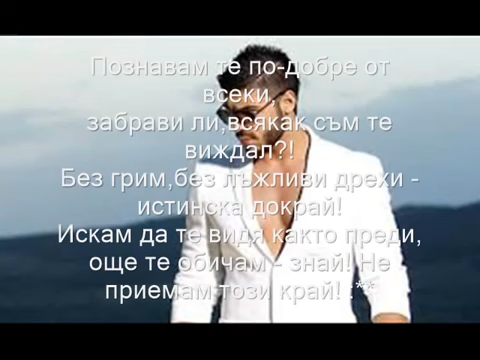 Познавам те по-добре от
всеки,
забрави ли,всякак съм те
виждал?!
Без грим,без лъжливи дрехи -
истинска докрай!
Искам да те видя както преди,
още те обичам - знай! Не
приемам този край! :**